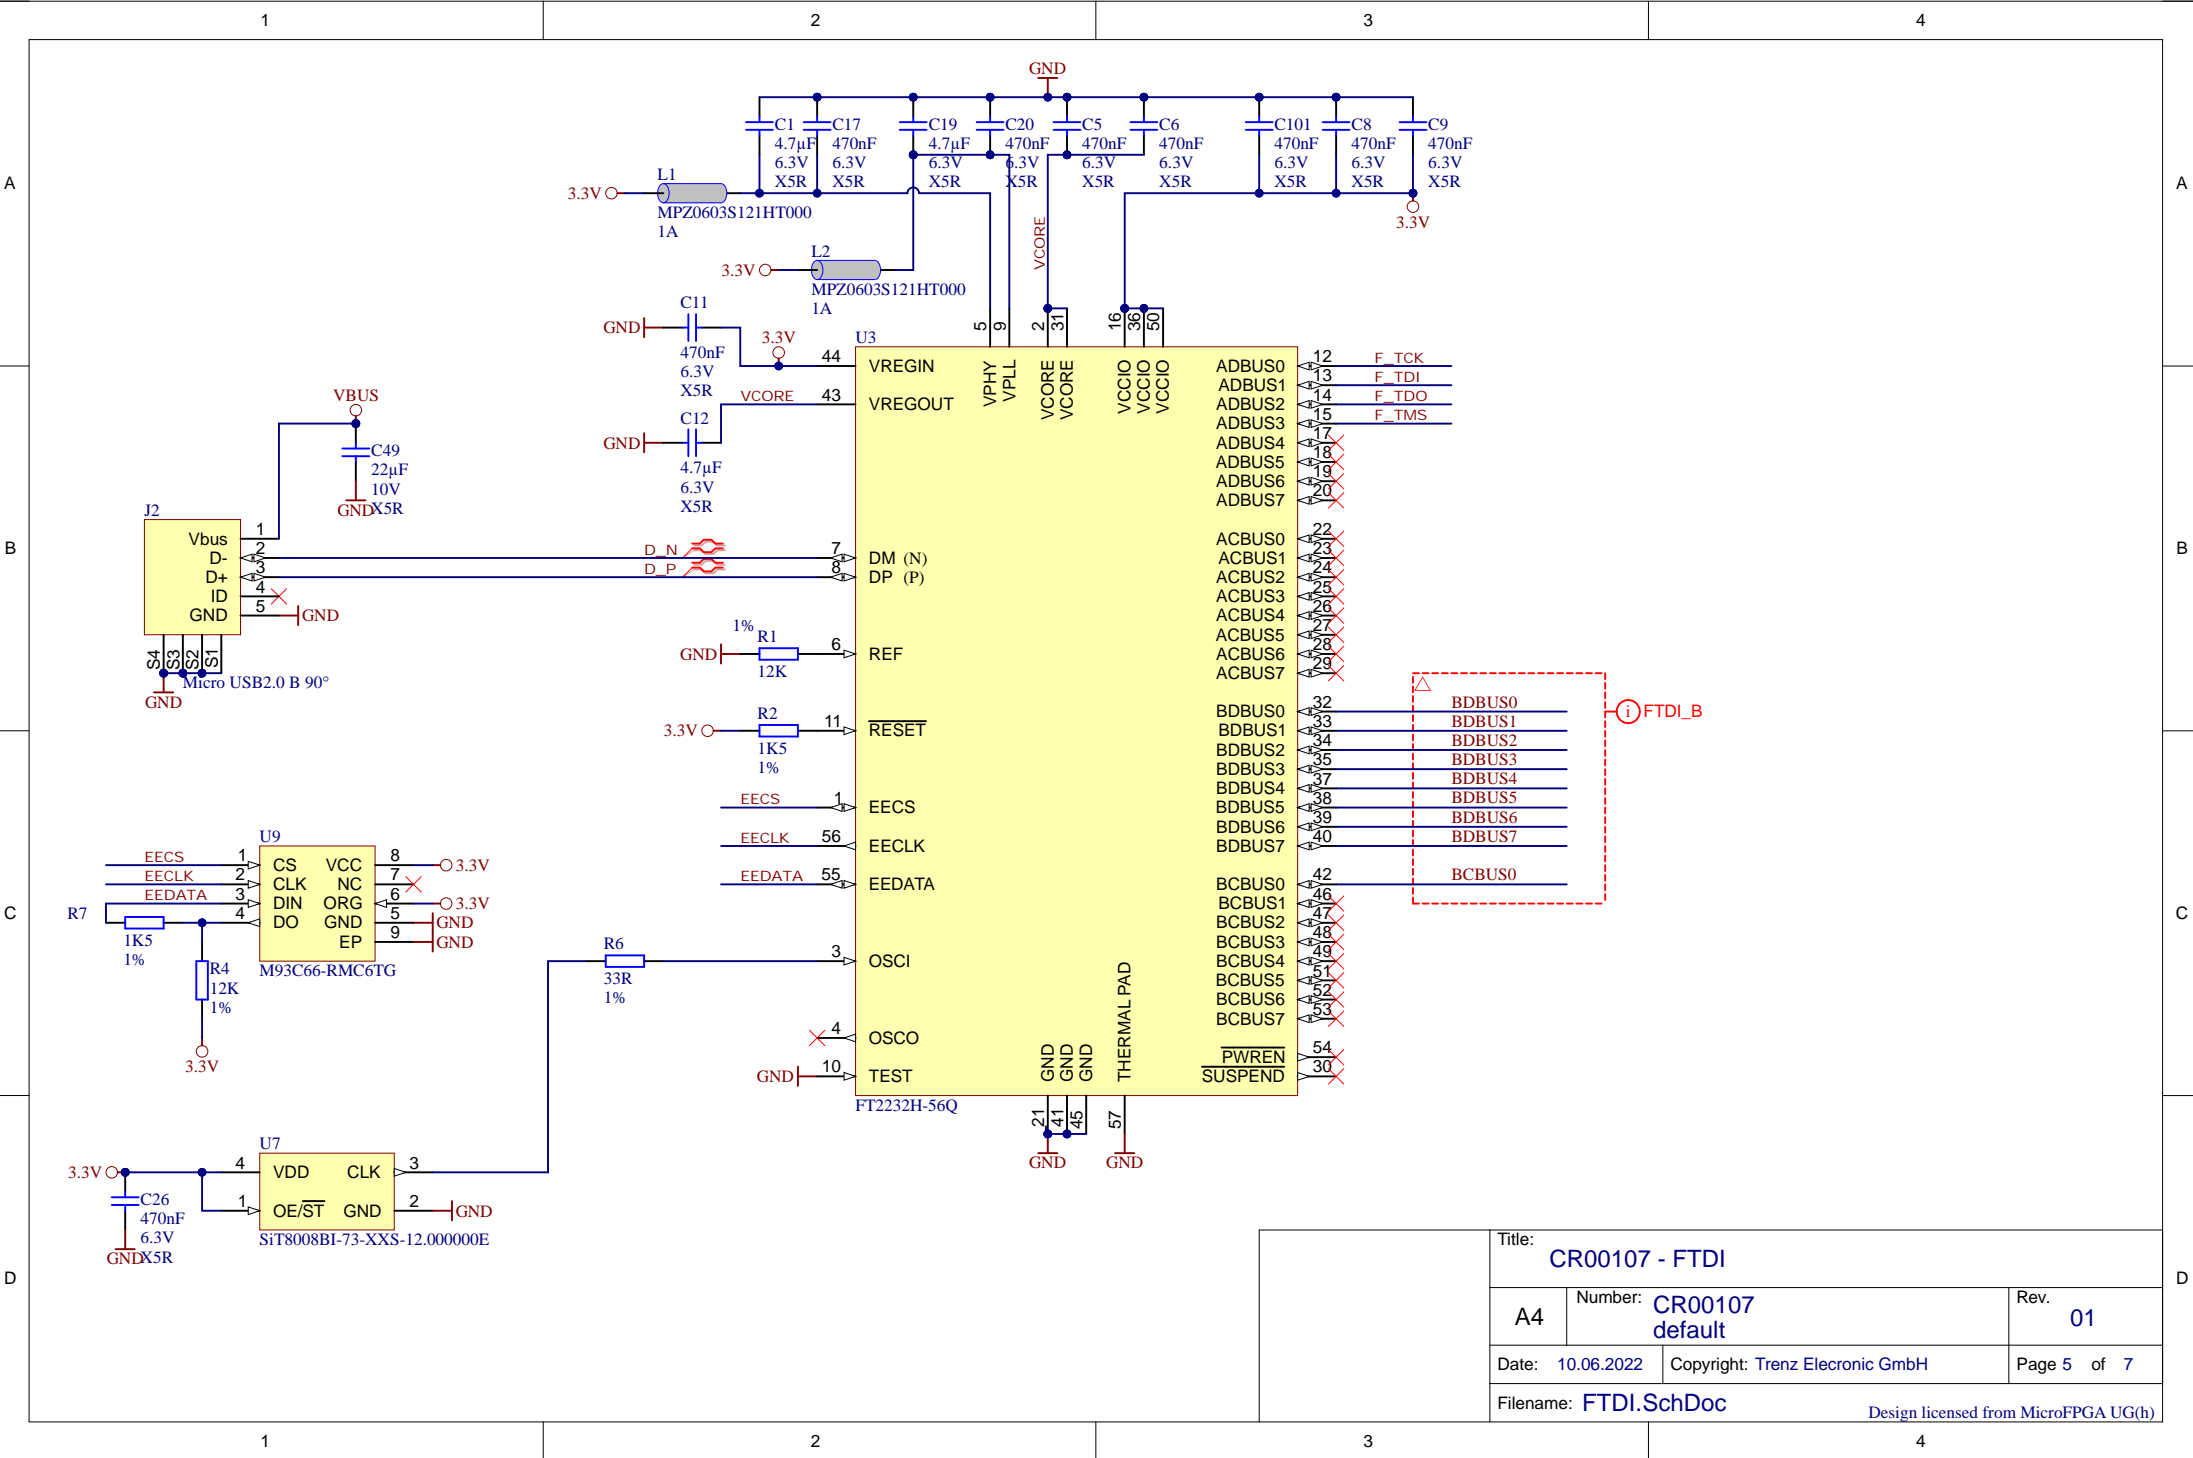 1 2 3 4
GND
C1 4.7µF 6.3V X5R
C17 470nF 6.3V X5R
C19 4.7µF 6.3V X5R
C20 470nF 6.3V X5R
C5 470nF 6.3V X5R
C6 470nF 6.3V X5R
C101 470nF 6.3V X5R
C8 470nF 6.3V X5R
C9 470nF 6.3V X5R
A A
3.3V L1 MPZ0603S121HT000 1A
3.3V
VCORE
3.3V L2 MPZ0603S121HT000 1A
GND C11 470nF 6.3V X5R
3.3V
VCORE
GND C12 4.7µF 6.3V X5R
U3
5 VPHY
9 VPLL
2 VCORE
31 VCORE
16 VCCIO
36 VCCIO
50 VCCIO
44 VREGIN
43 VREGOUT
ADBUS0 12 F_TCK
ADBUS1 13 F_TDI
ADBUS2 14 F_TDO
ADBUS3 15 F_TMS
ADBUS4 17
ADBUS5 18
ADBUS6 19
ADBUS7 20
VBUS
C49 22µF 10V X5R
GND
B B
J2
Vbus 1
D- 2
D+ 3
ID 4
GND 5 GND
S4 S3 S2 S1
Micro USB2.0 B 90°
GND
D_N 7 DM (N)
D_P 8 DP (P)
ACBUS0 22
ACBUS1 23
ACBUS2 24
ACBUS3 25
ACBUS4 26
ACBUS5 27
ACBUS6 28
ACBUS7 29
GND 1% R1 12K 6 REF
3.3V R2 1K5 1% 11 RESET
BDBUS0 32 BDBUS0
BDBUS1 33 BDBUS1
BDBUS2 34 BDBUS2
BDBUS3 35 BDBUS3
BDBUS4 37 BDBUS4
BDBUS5 38 BDBUS5
BDBUS6 39 BDBUS6
BDBUS7 40 BDBUS7
i FTDI_B
EECS 1 EECS
EECLK 56 EECLK
EEDATA 55 EEDATA
BCBUS0 42 BCBUS0
BCBUS1 46
BCBUS2 47
BCBUS3 48
BCBUS4 49
BCBUS5 51
BCBUS6 52
BCBUS7 53
C C
U9
EECS 1 CS VCC 8 3.3V
EECLK 2 CLK NC 7
EEDATA 3 DIN ORG 6 3.3V
4 DO GND 5 GND
EP 9 GND
M93C66-RMC6TG
R7 1K5 1%
R4 12K 1%
3.3V
R6 33R 1%
3 OSCI
4 OSCO
GND 10 TEST
PWREN 54
SUSPEND 30
GND GND GND THERMAL PAD
FT2232H-56Q
21 41 45 57
GND GND
U7
3.3V 4 VDD CLK 3
1 OE/ST GND 2 GND
SiT8008BI-73-XXS-12.000000E
C26 470nF 6.3V X5R
GND
D D
Title: CR00107 - FTDI
A4 Number: CR00107 default Rev. 01
Date: 10.06.2022 Copyright: Trenz Elecronic GmbH Page 5 of 7
Filename: FTDI.SchDoc
Design licensed from MicroFPGA UG(h)
1 2 3 4